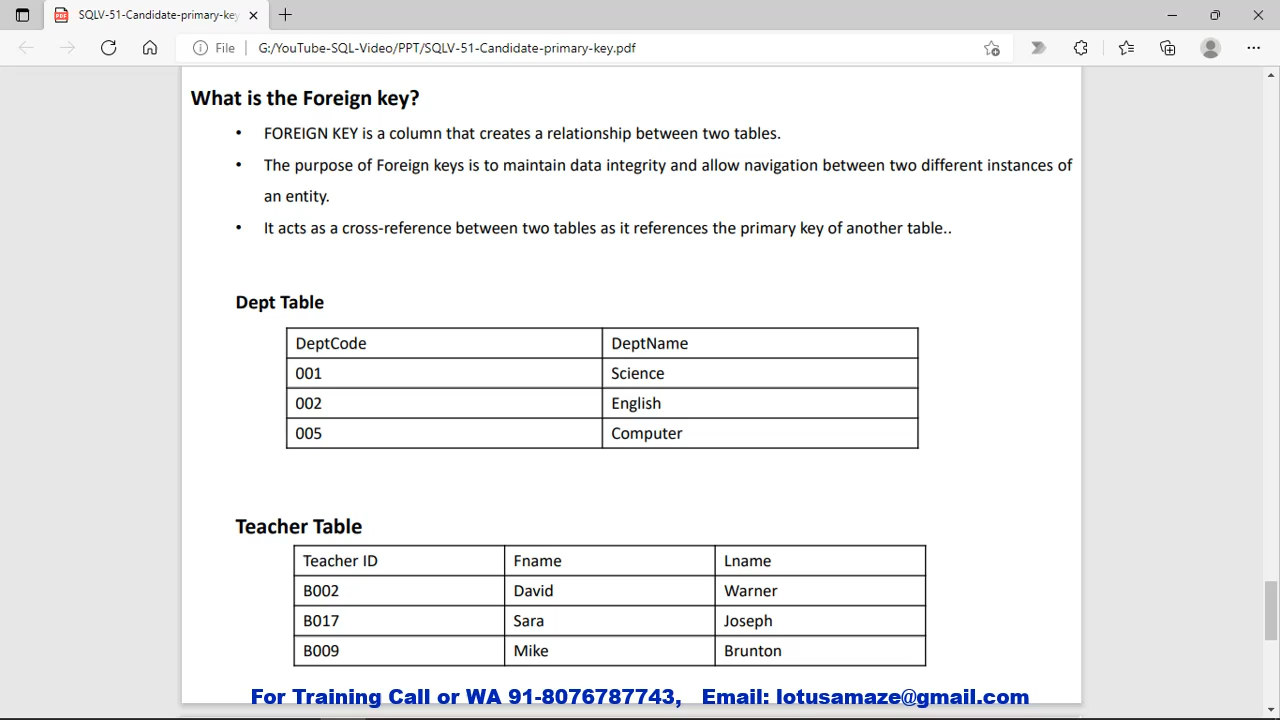 SQLV-51-Candidate-primary-key
File
G:/YouTube-SQL-Video/PPT/SQLV-51-Candidate-primary-key.pdf
What is the Foreign key?
• FOREIGN KEY is a column that creates a relationship between two tables.
• The purpose of Foreign keys is to maintain data integrity and allow navigation between two different instances of
an entity.
• It acts as a cross-reference between two tables as it references the primary key of another table..
Dept Table
DeptCode DeptName
001 Science
002 English
005 Computer
Teacher Table
Teacher ID Fname Lname
B002 David Warner
B017 Sara Joseph
B009 Mike Brunton
For Training Call or WA 91-8076787743, Email: lotusamaze@gmail.com